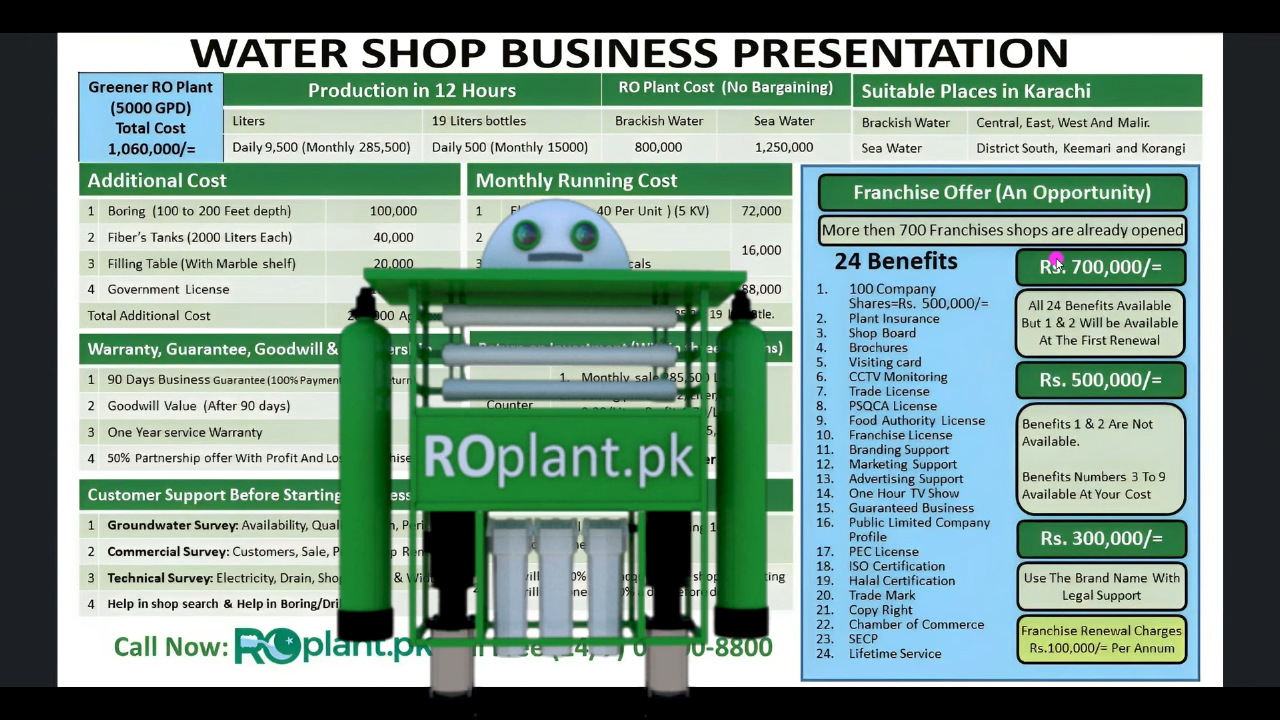 WATER SHOP BUSINESS PRESENTATION
Greener RO Plant
(5000 GPD)
Total Cost
1,060,000/=
Production in 12 Hours
RO Plant Cost (No Bargaining)
Suitable Places in Karachi
Liters
19 Liters bottles
Brackish Water
Sea Water
Brackish Water
Central, East, West And Malir.
Daily 9,500 (Monthly 285,500)
Daily 500 (Monthly 15000)
800,000
1,250,000
Sea Water
District South, Keemari and Korangi
Additional Cost
1 Boring (100 to 200 Feet depth) 100,000
2 Fiber's Tanks (2000 Liters Each) 40,000
3 Filling Table (With Marble shelf) 20,000
4 Government License
Total Additional Cost
Monthly Running Cost
1 40 Per Unit ) (5 KV) 72,000
2
16,000
3
88,000
19
Warranty, Guarantee, Goodwill &
1 90 Days Business Guarantee (100% Payment
2 Goodwill Value (After 90 days)
3 One Year service Warranty
4 50% Partnership offer With Profit And
1. Monthly
Counter
Customer Support Before Starting
1 Groundwater Survey: Availability,
2 Commercial Survey: Customers, Sale,
3 Technical Survey: Electricity, Drain,
4 Help in shop search & Help in
ROplant.pk
Call Now: ROplant.pk
-8800
Franchise Offer (An Opportunity)
More then 700 Franchises shops are already opened
24 Benefits
1. 100 Company
Shares=Rs. 500,000/=
2. Plant Insurance
3. Shop Board
4. Brochures
5. Visiting card
6. CCTV Monitoring
7. Trade License
8. PSQCA License
9. Food Authority License
10. Franchise License
11. Branding Support
12. Marketing Support
13. Advertising Support
14. One Hour TV Show
15. Guaranteed Business
16. Public Limited Company
Profile
17. PEC License
18. ISO Certification
19. Halal Certification
20. Trade Mark
21. Copy Right
22. Chamber of Commerce
23. SECP
24. Lifetime Service
Rs. 700,000/=
All 24 Benefits Available
But 1 & 2 Will be Available
At The First Renewal
Rs. 500,000/=
Benefits 1 & 2 Are Not
Available.
Benefits Numbers 3 To 9
Available At Your Cost
Rs. 300,000/=
Use The Brand Name With
Legal Support
Franchise Renewal Charges
Rs.100,000/= Per Annum